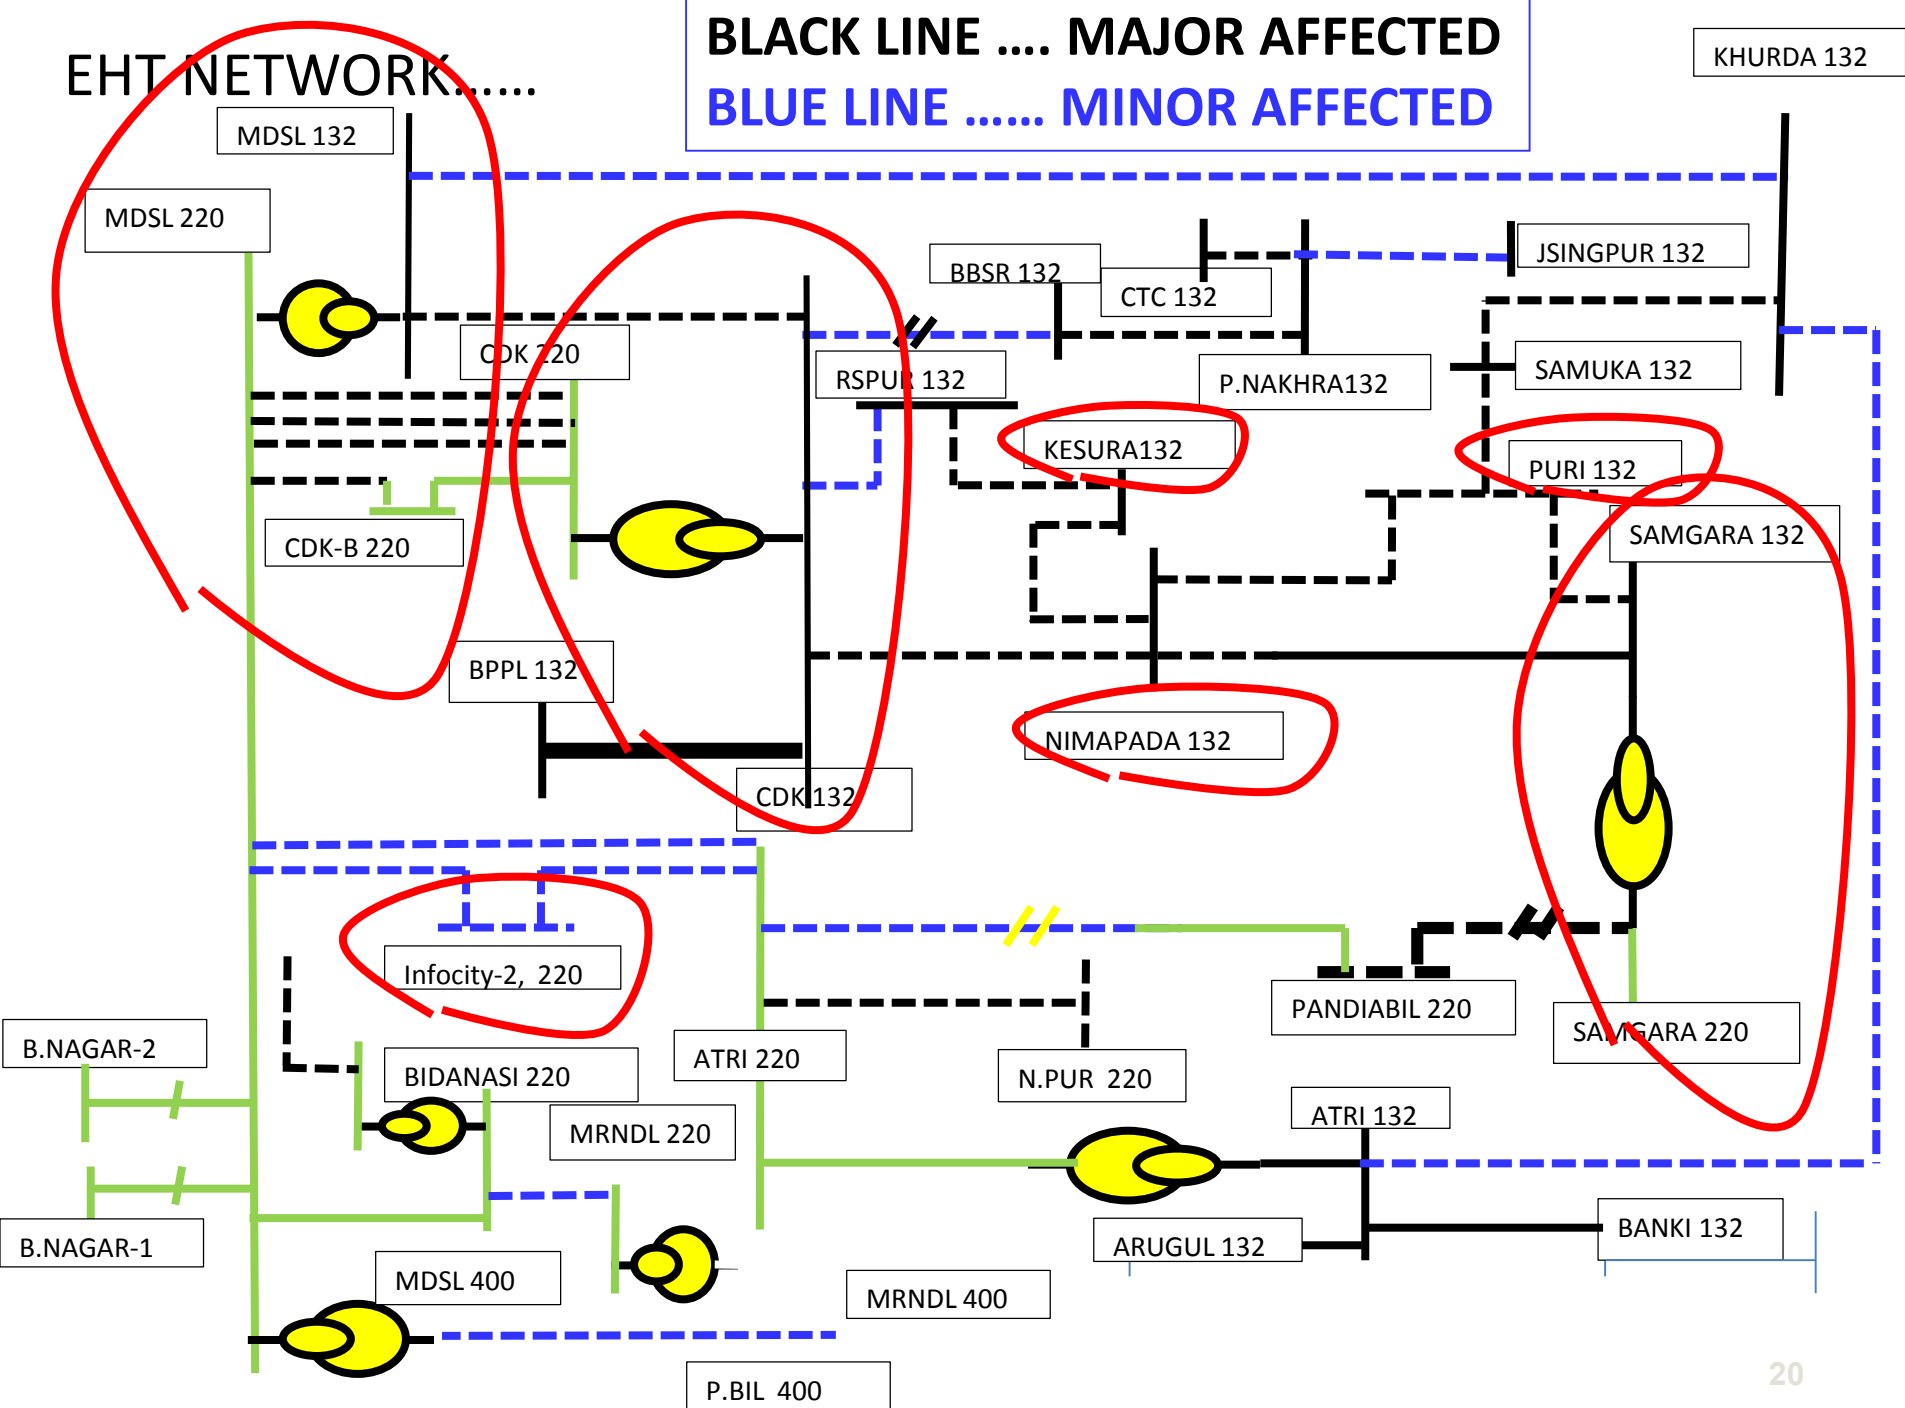 BLACK LINE .... MAJOR AFFECTED
BLUE LINE ...... MINOR AFFECTED
EHT NETWORK......
KHURDA 132
MDSL 132
MDSL 220
BBSR 132
CTC 132
JSINGPUR 132
CDK 220
RSPUR 132
P.NAKHRA132
SAMUKA 132
KESURA132
PURI 132
CDK-B 220
SAMGARA 132
BPPL 132
NIMAPADA 132
CDK 132
Infocity-2, 220
PANDIABIL 220
SAMGARA 220
B.NAGAR-2
BIDANASI 220
ATRI 220
N.PUR 220
ATRI 132
MRNDL 220
B.NAGAR-1
ARUGUL 132
BANKI 132
MDSL 400
MRNDL 400
P.BIL 400
20